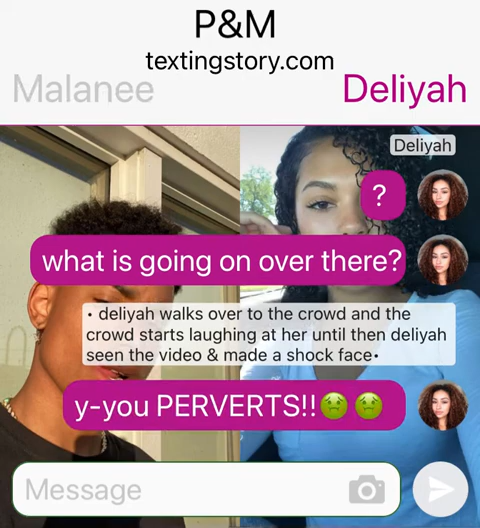 P&M
textingstory.com
Malanee Deliyah
Deliyah
?
what is going on over there?
• deliyah walks over to the crowd and the
crowd starts laughing at her until then deliyah
seen the video & made a shock face•
y-you PERVERTS!!🤢🤢
Message